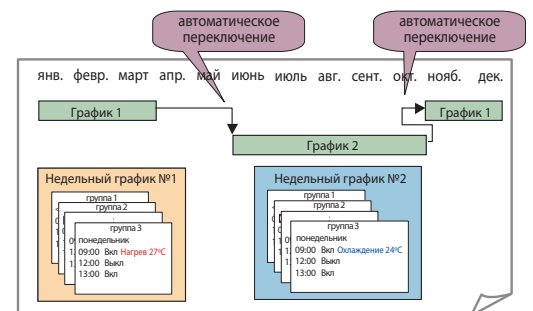 автоматическое
переключение
автоматическое
переключение
янв. февр. март апр. май июнь июль авг. сент. окт. нояб. дек.
График 1
График 1
График 2
Недельный график №1
группа 1
группа 2
группа 3
понедельник
09:00 Вкл Нагрев 27ºС
12:00 Выкл
13:00 Вкл
Недельный график №2
группа 1
группа 2
группа 3
понедельник
09:00 Вкл Охлаждение 24ºС
12:00 Выкл
13:00 Вкл